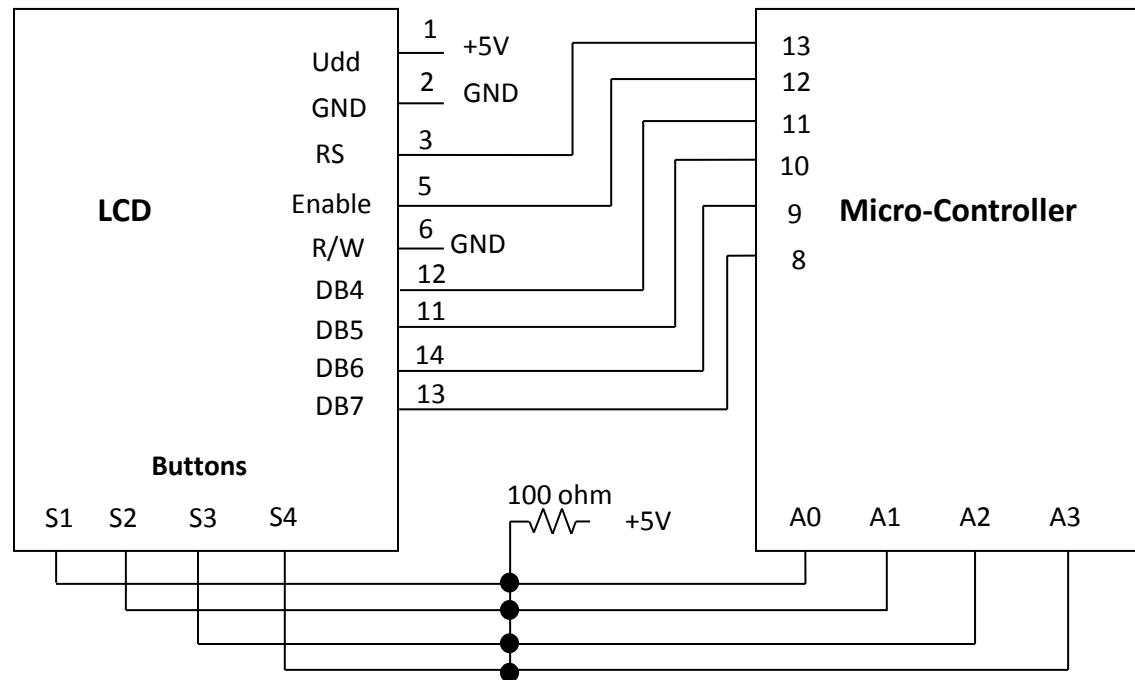 LCD
Udd 1 +5V
GND 2 GND
RS 3
Enable 5
R/W 6 GND
DB4 12
DB5 11
DB6 14
DB7 13
Buttons
S1 S2 S3 S4
100 ohm
+5V
13
12
11
10
9
8
Micro-Controller
A0 A1 A2 A3